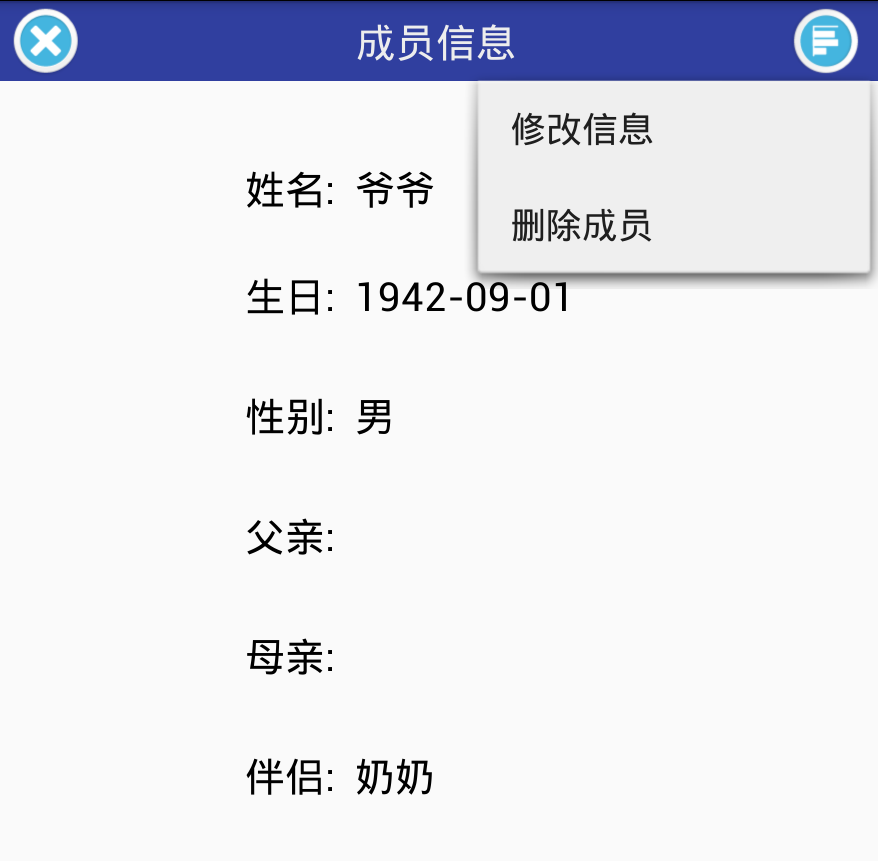 成员信息
修改信息
删除成员
姓名: 爷爷
生日: 1942-09-01
性别: 男
父亲:
母亲:
伴侣: 奶奶